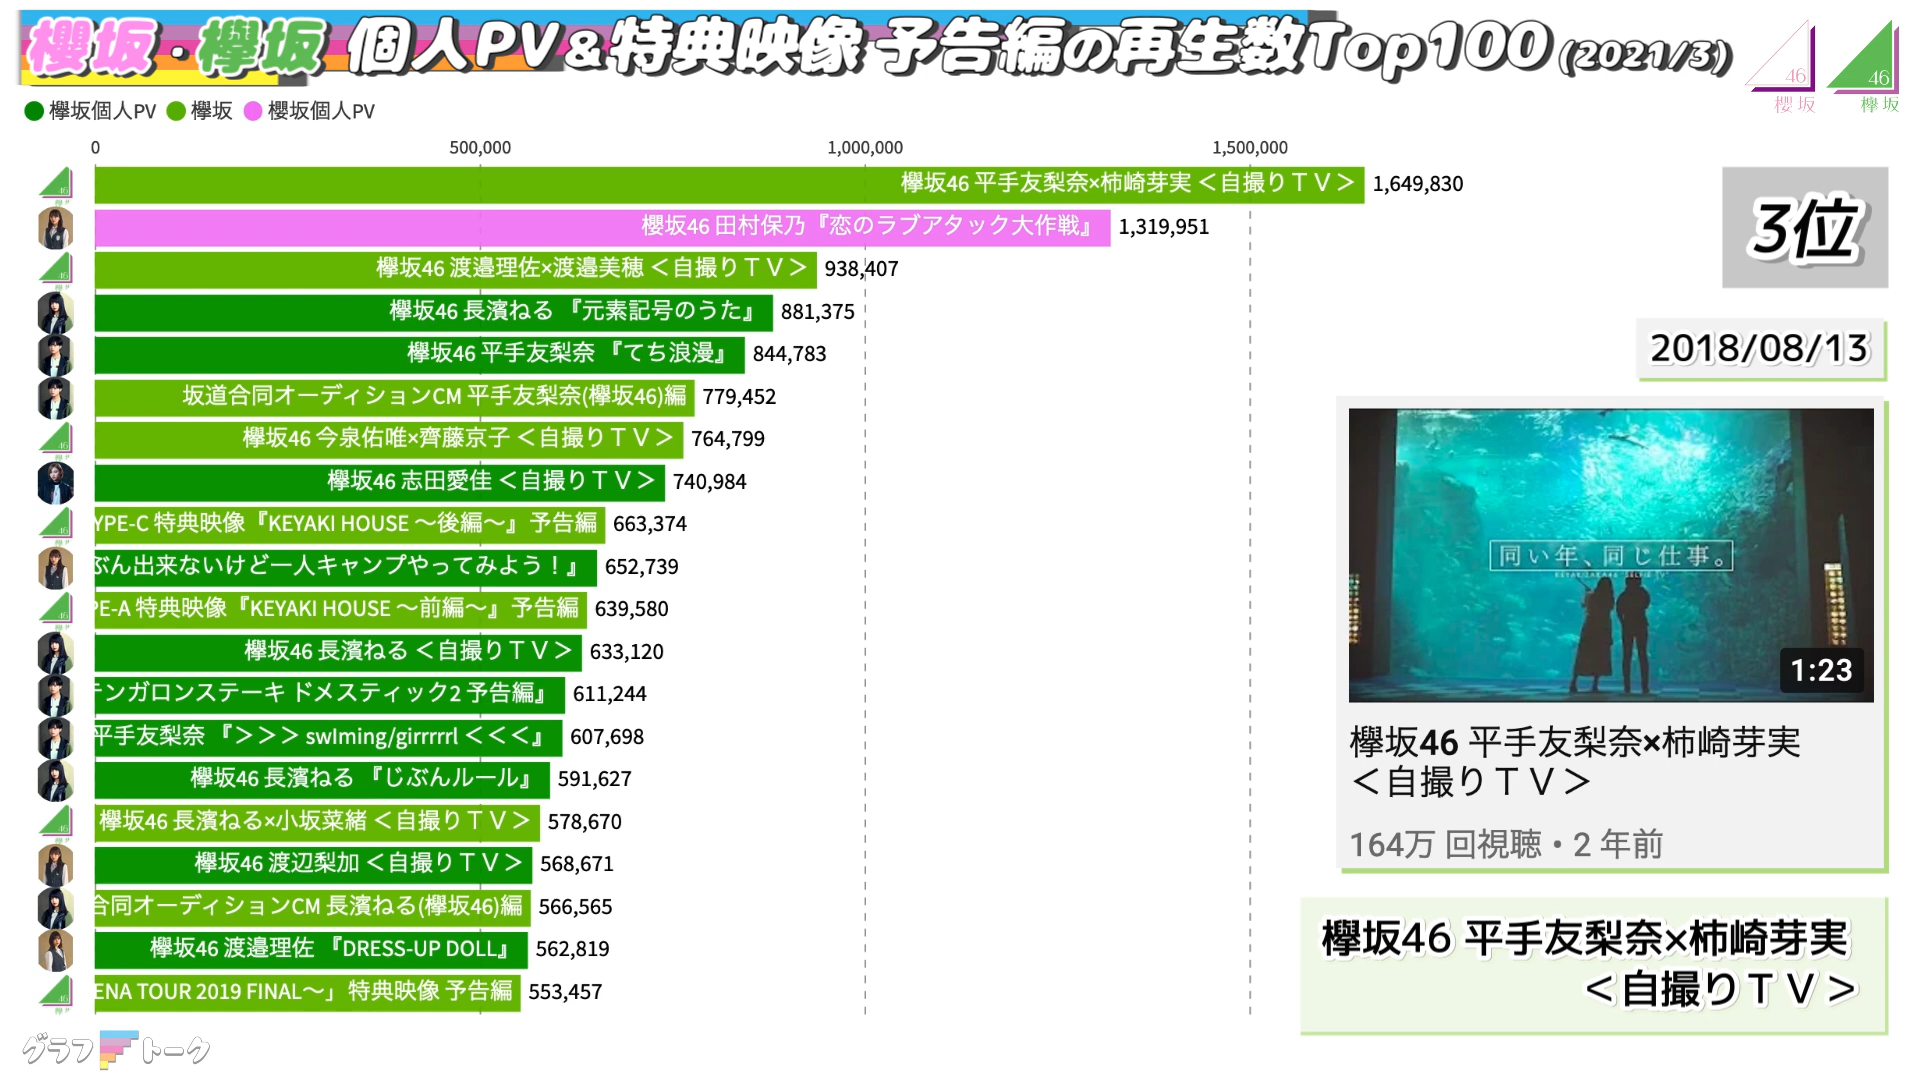 櫻坂・欅坂 個人PV&特典映像 予告編の再生数Top100(2021/3)
46
櫻坂
46
欅坂
欅坂個人PV 欅坂 櫻坂個人PV
0 500,000 1,000,000 1,500,000
欅坂46 平手友梨奈×柿崎芽実 ＜自撮りＴＶ＞ 1,649,830
櫻坂46 田村保乃『恋のラブアタック大作戦』 1,319,951
欅坂46 渡邉理佐×渡邉美穂 ＜自撮りＴＶ＞ 938,407
欅坂46 長濱ねる 『元素記号のうた』 881,375
欅坂46 平手友梨奈 『てち浪漫』 844,783
坂道合同オーディションCM 平手友梨奈(欅坂46)編 779,452
欅坂46 今泉佑唯×齊藤京子 ＜自撮りＴＶ＞ 764,799
欅坂46 志田愛佳 ＜自撮りＴＶ＞ 740,984
YPE-C 特典映像『KEYAKI HOUSE ～後編～』 予告編 663,374
ぶん出来ないけど一人キャンプやってみよう！』 652,739
PE-A 特典映像『KEYAKI HOUSE ～前編～』 予告編 639,580
欅坂46 長濱ねる ＜自撮りＴＶ＞ 633,120
テンガロンステーキ ドメスティック2 予告編』 611,244
平手友梨奈 『＞＞＞ swIming/girrrrrl ＜＜＜』 607,698
欅坂46 長濱ねる 『じぶんルール』 591,627
欅坂46 長濱ねる×小坂菜緒 ＜自撮りＴＶ＞ 578,670
欅坂46 渡辺梨加 ＜自撮りＴＶ＞ 568,671
合同オーディションCM 長濱ねる(欅坂46)編 566,565
欅坂46 渡邉理佐 『DRESS-UP DOLL』 562,819
ENA TOUR 2019 FINAL～」 特典映像 予告編 553,457
3位
2018/08/13
同い年、同じ仕事。
KEYAKIZAKA46 "SELFIE TV"
1:23
欅坂46 平手友梨奈×柿崎芽実
＜自撮りＴＶ＞
164万 回視聴・2 年前
欅坂46 平手友梨奈×柿崎芽実
＜自撮りＴＶ＞
グラフトーク